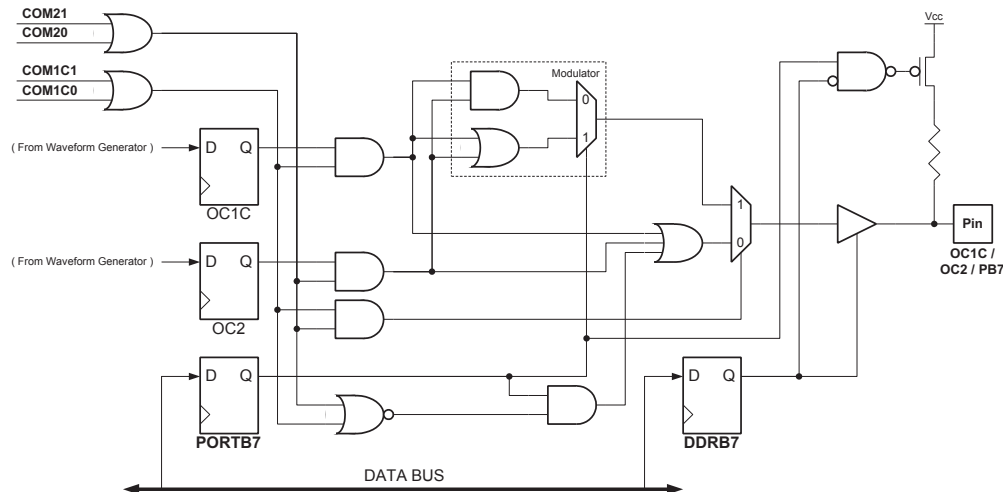 COM21
COM20
Vcc
COM1C1
COM1C0
Modulator
0
1
( From Waveform Generator )
D Q
OC1C
1
0
Pin
OC1C /
OC2 / PB7
( From Waveform Generator )
D Q
OC2
D Q
PORTB7
D Q
DDRB7
DATA BUS